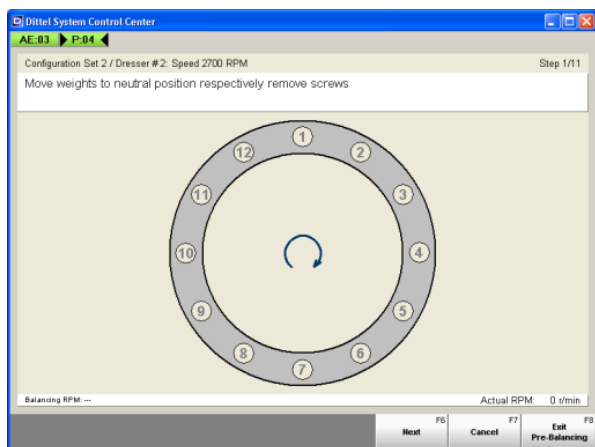 Dittel System Control Center
AE:03 P:04
Configuration Set 2 / Dresser #2: Speed 2700 RPM Step 1/11
Move weights to neutral position respectively remove screws
1
12 2
11 3
10 4
9 5
8 6
7
Balancing RPM: --- Actual RPM: 0 r/min
F6 F7 F8
Next Cancel Exit
Pre-Balancing